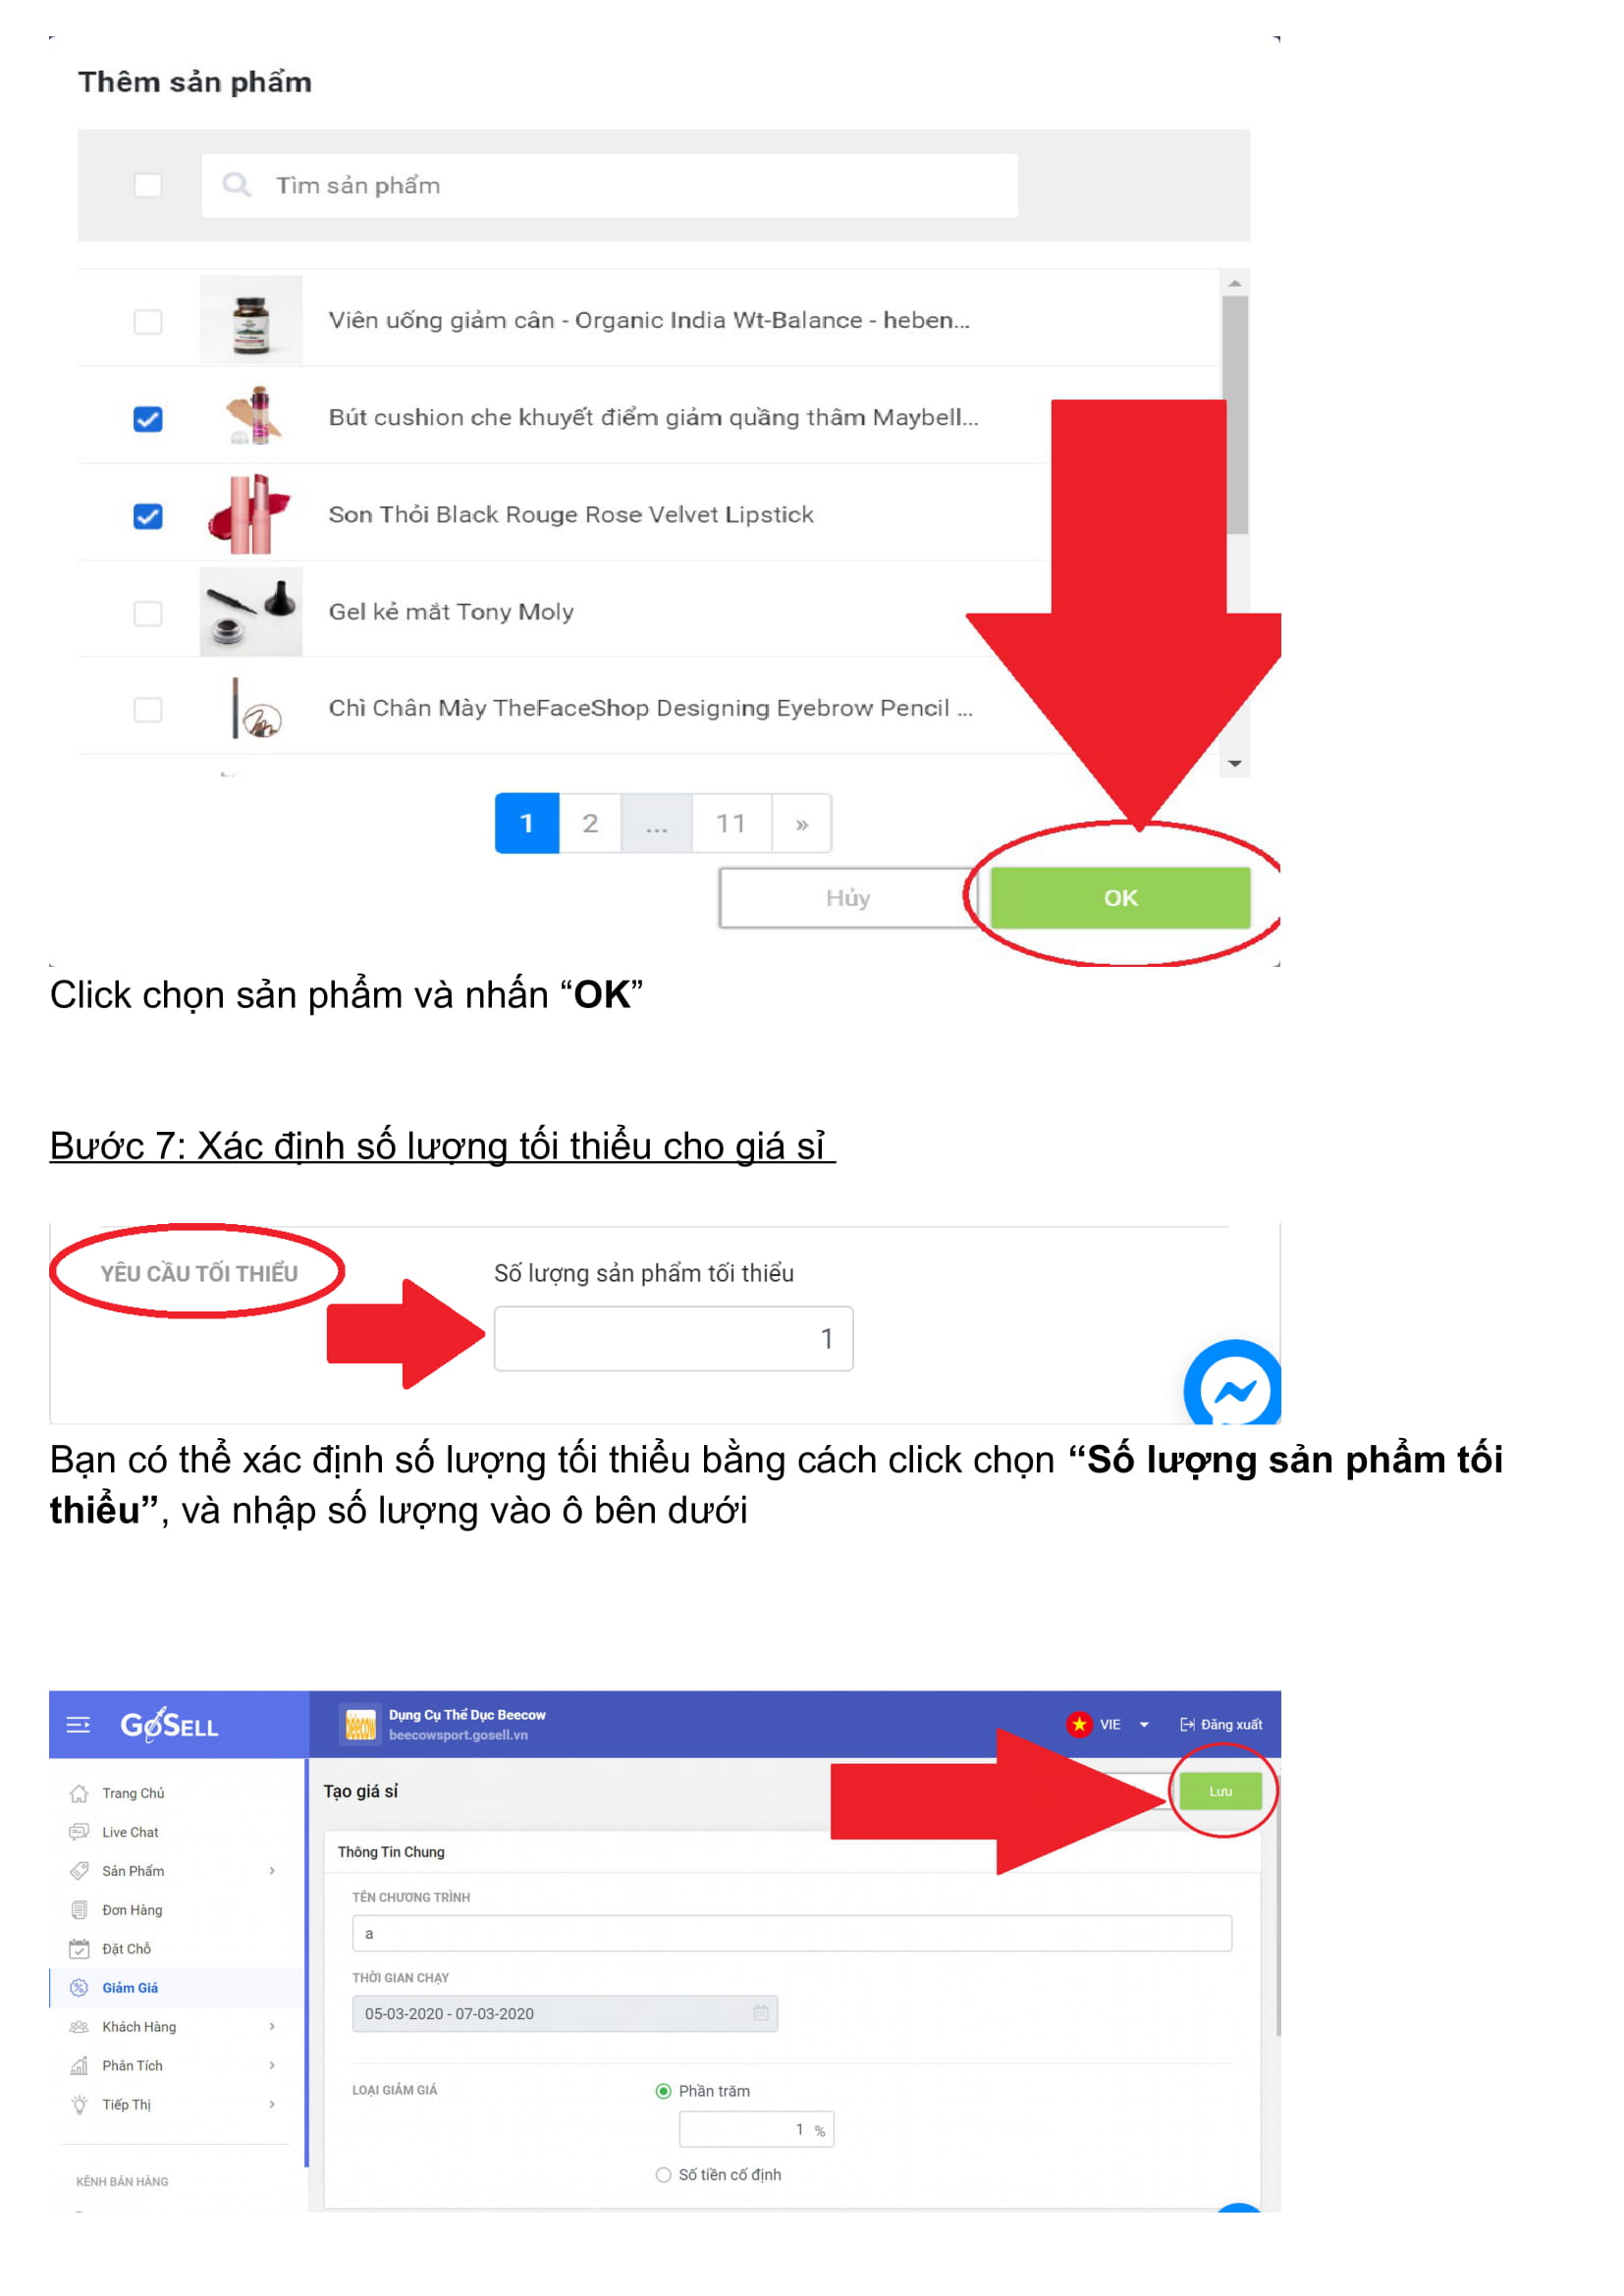 Thêm sản phẩm
Tìm sản phẩm
Viên uống giảm cân - Organic India Wt-Balance - heben...
Bút cushion che khuyết điểm giảm quầng thâm Maybell...
Son Thỏi Black Rouge Rose Velvet Lipstick
Gel kẻ mắt Tony Moly
Chì Chân Mày TheFaceShop Designing Eyebrow Pencil ...
1 2 ... 11 »
Hủy OK
Click chọn sản phẩm và nhấn “OK”
Bước 7: Xác định số lượng tối thiểu cho giá sỉ
YÊU CẦU TỐI THIỂU Số lượng sản phẩm tối thiểu
1
Bạn có thể xác định số lượng tối thiểu bằng cách click chọn “Số lượng sản phẩm tối
thiểu”, và nhập số lượng vào ô bên dưới
GOSELL Dụng Cụ Thể Dục Beecow VIE Đăng xuất
beecowsport.gosell.vn
Trang Chủ
Live Chat
Sản Phẩm
Đơn Hàng
Đặt Chỗ
Giảm Giá
Khách Hàng
Phân Tích
Tiếp Thị
KÊNH BÁN HÀNG
Tạo giá sỉ Lưu
Thông Tin Chung
TÊN CHƯƠNG TRÌNH
a
THỜI GIAN CHẠY
05-03-2020 - 07-03-2020
LOẠI GIẢM GIÁ Phần trăm
1 %
Số tiền cố định